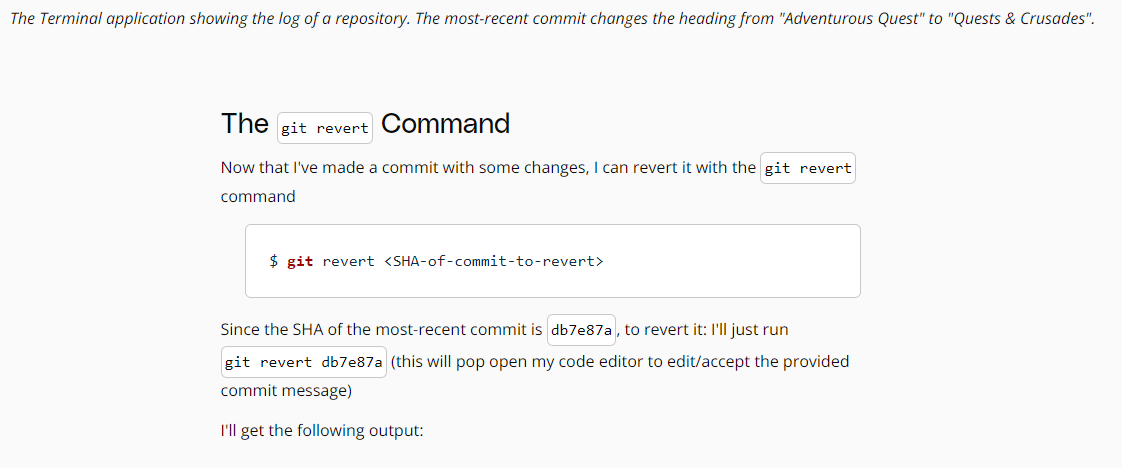 The Terminal application showing the log of a repository. The most-recent commit changes the heading from "Adventurous Quest" to "Quests & Crusades".
The git revert Command
Now that I've made a commit with some changes, I can revert it with the git revert
command
$ git revert <SHA-of-commit-to-revert>
Since the SHA of the most-recent commit is db7e87a, to revert it: I'll just run
git revert db7e87a (this will pop open my code editor to edit/accept the provided
commit message)
I'll get the following output: